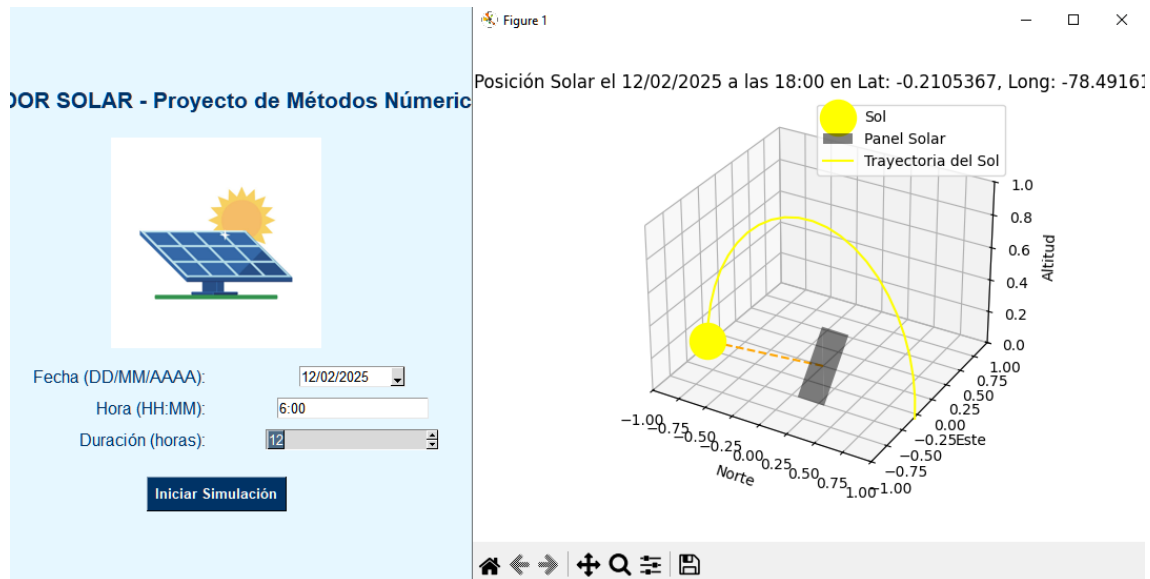 Figure 1
DOR SOLAR - Proyecto de Métodos Númeric
Fecha (DD/MM/AAAA):
12/02/2025
Hora (HH:MM):
6:00
Duración (horas):
12
Iniciar Simulación
Posición Solar el 12/02/2025 a las 18:00 en Lat: -0.2105367, Long: -78.49161
Sol
Panel Solar
Trayectoria del Sol
1.0
0.8
0.6
0.4
0.2
0.0
Altitud
1.00
0.75
0.50
0.25
0.00
−0.25
−0.50
−0.75
−1.00
Este
−1.00
−0.75
−0.50
−0.25
0.00
0.25
0.50
0.75
1.00
Norte